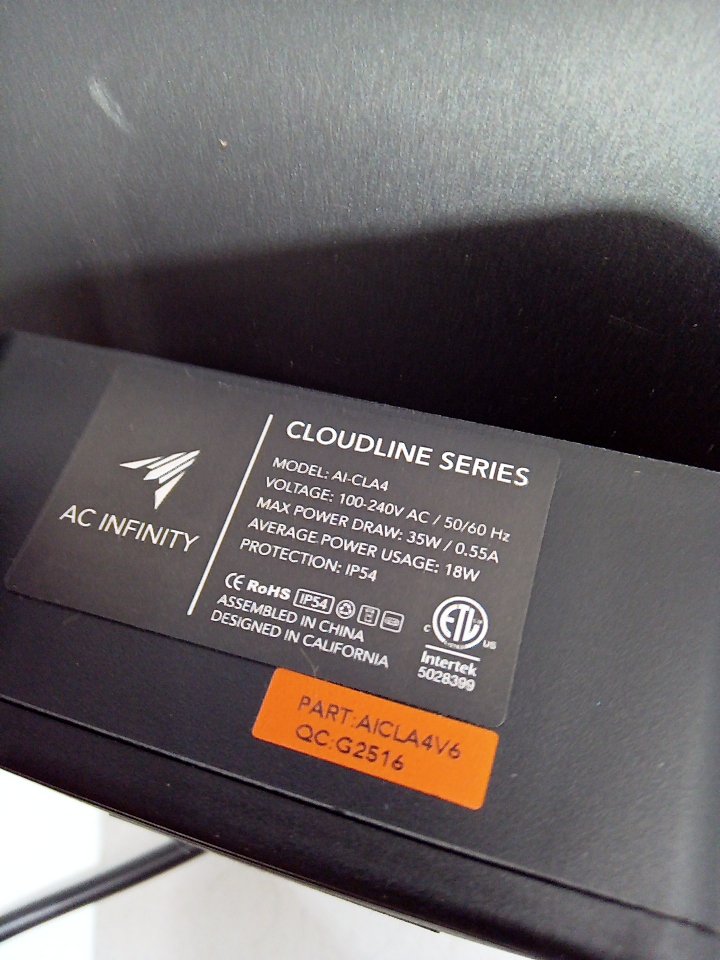 AC INFINITY
CLOUDLINE SERIES
MODEL: AI-CLA4
VOLTAGE: 100-240V AC / 50/60 Hz
MAX POWER DRAW: 35W / 0.55A
AVERAGE POWER USAGE: 18W
PROTECTION: IP54
CE RoHS IP54
ASSEMBLED IN CHINA
DESIGNED IN CALIFORNIA
C ETL US
Intertek
5028399
PART:AICLA4V6
QC:G2516